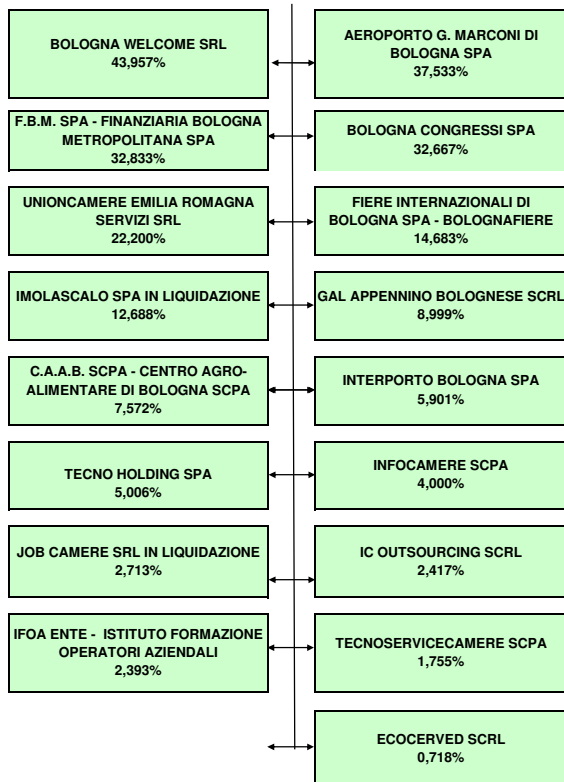 BOLOGNA WELCOME SRL
43,957%
AEROPORTO G. MARCONI DI
BOLOGNA SPA
37,533%
F.B.M. SPA - FINANZIARIA BOLOGNA
METROPOLITANA SPA
32,833%
BOLOGNA CONGRESSI SPA
32,667%
UNIONCAMERE EMILIA ROMAGNA
SERVIZI SRL
22,200%
FIERE INTERNAZIONALI DI
BOLOGNA SPA - BOLOGNAFIERE
14,683%
IMOLASCALO SPA IN LIQUIDAZIONE
12,688%
GAL APPENNINO BOLOGNESE SCRL
8,999%
C.A.A.B. SCPA - CENTRO AGRO-
ALIMENTARE DI BOLOGNA SCPA
7,572%
INTERPORTO BOLOGNA SPA
5,901%
TECNO HOLDING SPA
5,006%
INFOCAMERE SCPA
4,000%
JOB CAMERE SRL IN LIQUIDAZIONE
2,713%
IC OUTSOURCING SCRL
2,417%
IFOA ENTE - ISTITUTO FORMAZIONE
OPERATORI AZIENDALI
2,393%
TECNOSERVICECAMERE SCPA
1,755%
ECOCERVED SCRL
0,718%